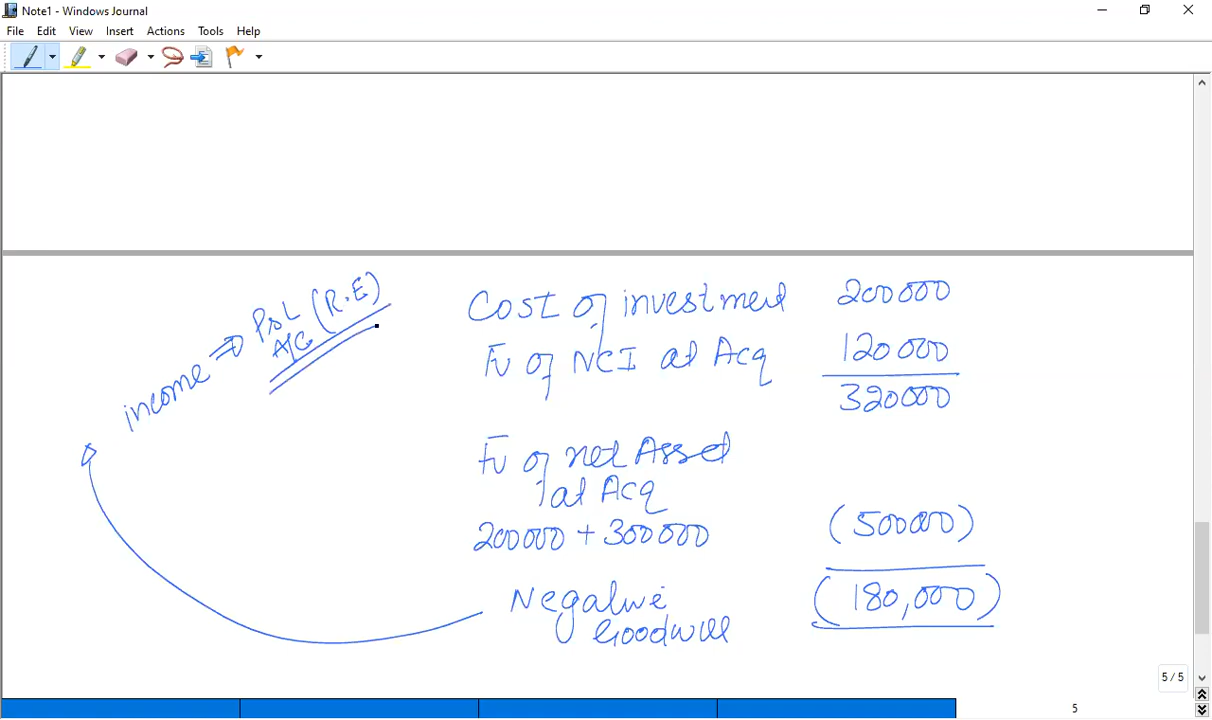 Note1 - Windows Journal
File Edit View Insert Actions Tools Help
income ⇒ P&L A/C (R.E)
Cost of investment 200000
FV of NCI at Acq 120000
320000
FV of net Asset
at Acq
200000 + 300000 (500000)
Negative (180,000)
Goodwill
5 / 5
5